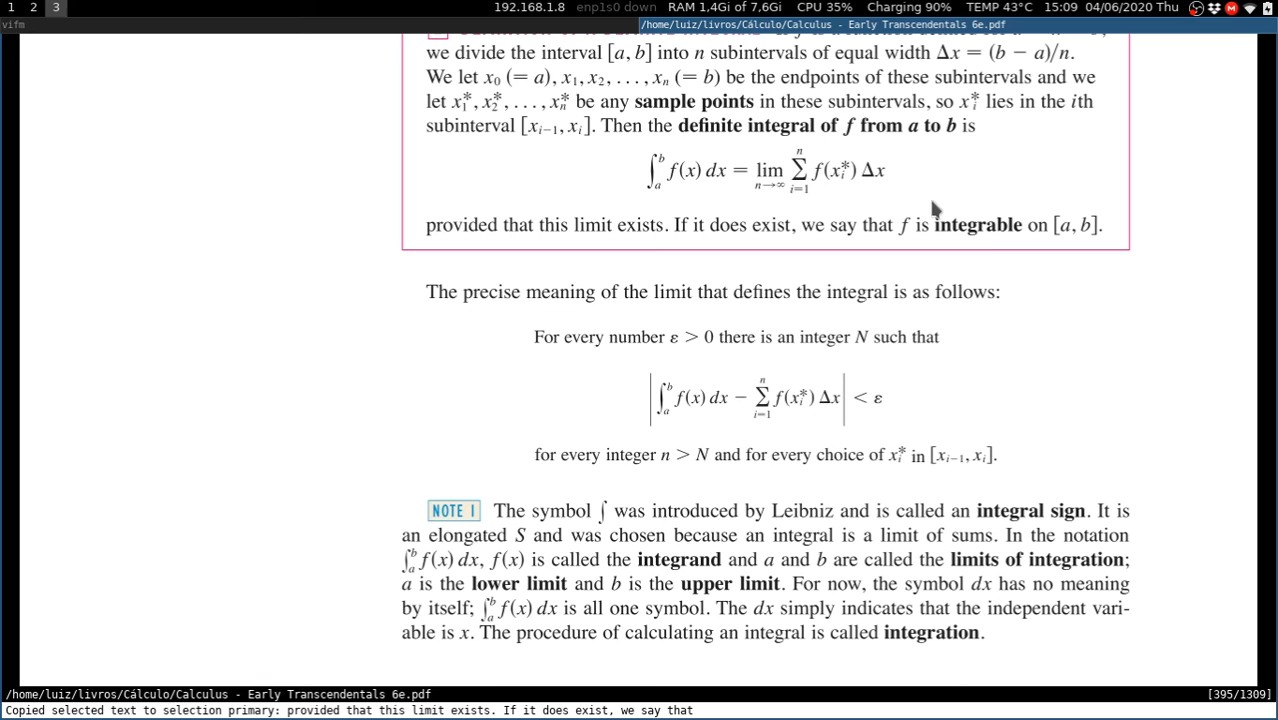 1 2 3 192.168.1.8 enp1s0 down RAM 1,4Gi of 7,6Gi CPU 35% Charging 90% TEMP 43°C 15:09 04/06/2020 Thu
vifm /home/luiz/livros/Cálculo/Calculus - Early Transcendentals 6e.pdf
we divide the interval [a, b] into n subintervals of equal width Δx = (b − a)/n.
We let x₀ (= a), x₁, x₂, . . . , xₙ (= b) be the endpoints of these subintervals and we
let x₁*, x₂*, . . . , xₙ* be any sample points in these subintervals, so xᵢ* lies in the ith
subinterval [xᵢ₋₁, xᵢ]. Then the definite integral of f from a to b is
∫ₐᵇ f(x) dx = lim n→∞ Σ i=1 n f(xᵢ*) Δx
provided that this limit exists. If it does exist, we say that f is integrable on [a, b].
The precise meaning of the limit that defines the integral is as follows:
For every number ε > 0 there is an integer N such that
|∫ₐᵇ f(x) dx − Σ i=1 n f(xᵢ*) Δx| < ε
for every integer n > N and for every choice of xᵢ* in [xᵢ₋₁, xᵢ].
NOTE 1 The symbol ∫ was introduced by Leibniz and is called an integral sign. It is
an elongated S and was chosen because an integral is a limit of sums. In the notation
∫ₐᵇ f(x) dx, f(x) is called the integrand and a and b are called the limits of integration;
a is the lower limit and b is the upper limit. For now, the symbol dx has no meaning
by itself; ∫ₐᵇ f(x) dx is all one symbol. The dx simply indicates that the independent vari-
able is x. The procedure of calculating an integral is called integration.
/home/luiz/livros/Cálculo/Calculus - Early Transcendentals 6e.pdf [395/1309]
Copied selected text to selection primary: provided that this limit exists. If it does exist, we say that